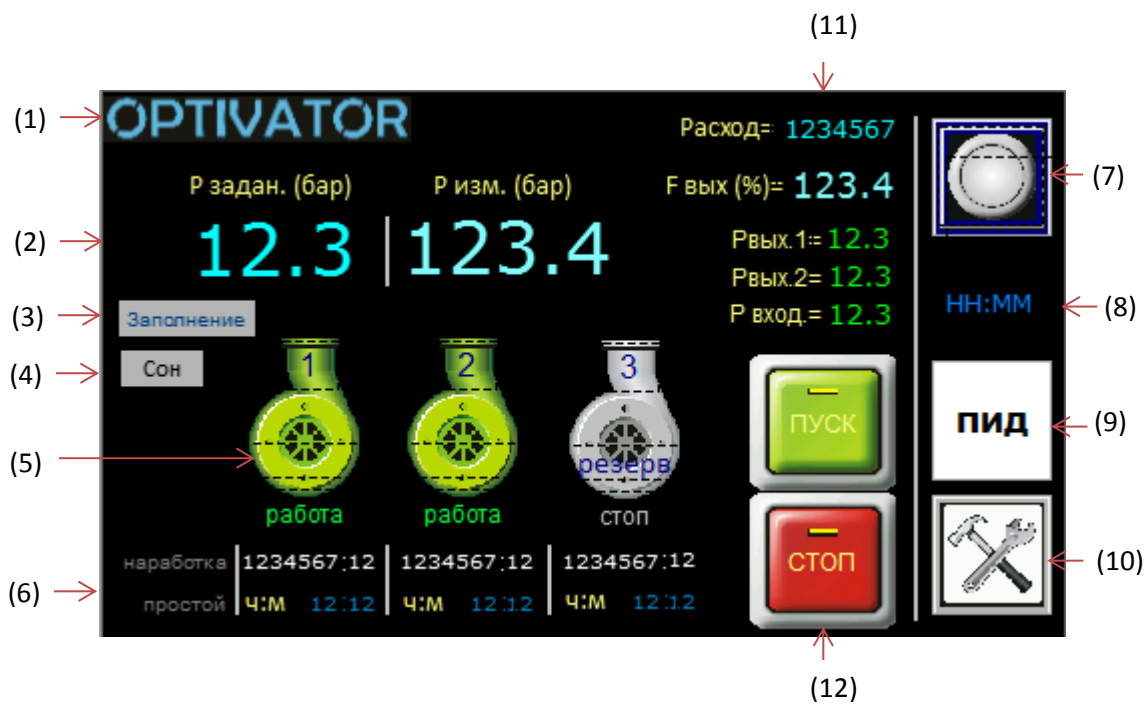 (11)
(1) OPTIVATOR
Расход= 1234567
(7)
P задан. (бар) P изм. (бар) F вых (%)= 123.4
(2) 12.3 123.4
Pвых.1= 12.3
Pвых.2= 12.3
P вход.= 12.3
HH:MM (8)
(3) Заполнение
(4) Сон
1 2 3
ПУСК
ПИД (9)
(5) резерв
работа работа стоп
СТОП
(10)
наработка 1234567:12 1234567:12 1234567:12
(6)
простой Ч:М 12:12 Ч:М 12:12 Ч:М 12:12
(12)